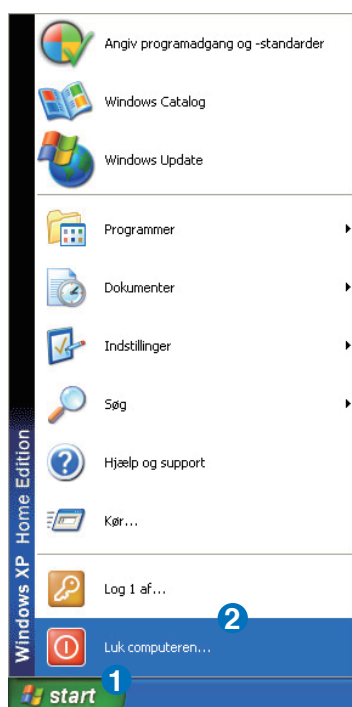 Angiv programadgang og -standarder
Windows Catalog
Windows Update
Programmer
Dokumenter
Indstillinger
Søg
Hjælp og support
Kør...
Log 1 af...
2
Luk computeren...
1
start
Windows XP Home Edition